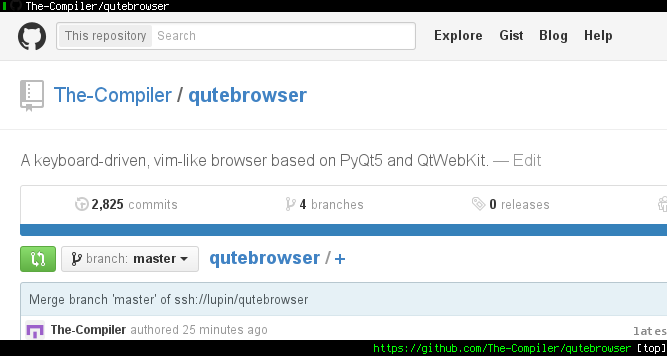 The-Compiler/qutebrowser
This repository Search Explore Gist Blog Help
The-Compiler / qutebrowser
A keyboard-driven, vim-like browser based on PyQt5 and QtWebKit. — Edit
2,825 commits 4 branches 0 releases
branch: master qutebrowser / +
Merge branch 'master' of ssh://lupin/qutebrowser
The-Compiler authored 25 minutes ago lates
https://github.com/The-Compiler/qutebrowser [top]